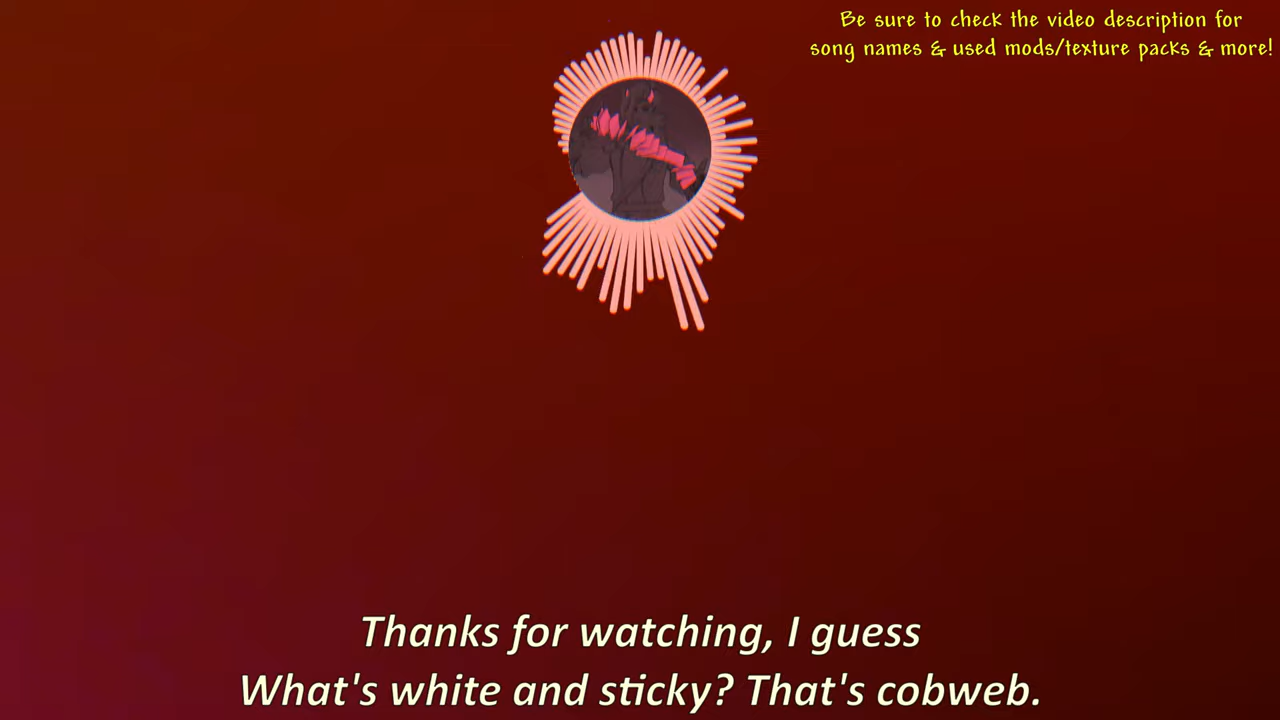 Be sure to check the video description for
song names & used mods/texture packs & more!
Thanks for watching, I guess
What's white and sticky? That's cobweb.